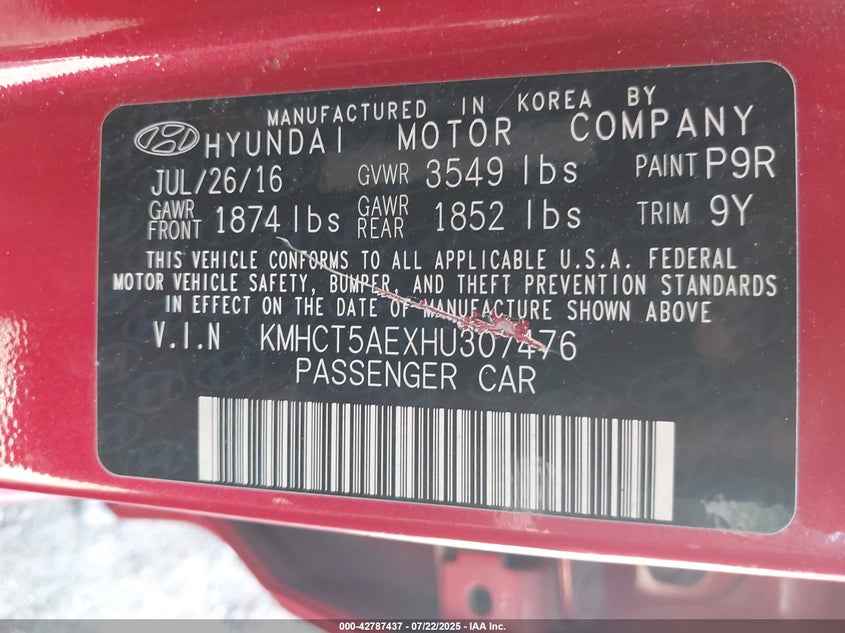 MANUFACTURED IN KOREA BY
HYUNDAI MOTOR COMPANY
JUL/26/16 GVWR 3549 lbs PAINT P9R
GAWR FRONT 1874 lbs GAWR REAR 1852 lbs TRIM 9Y
THIS VEHICLE CONFORMS TO ALL APPLICABLE U.S.A. FEDERAL
MOTOR VEHICLE SAFETY, BUMPER, AND THEFT PREVENTION STANDARDS
IN EFFECT ON THE DATE OF MANUFACTURE SHOWN ABOVE
V.I.N KMHCT5AEXHU307476
PASSENGER CAR
000-42787437 - 07/22/2025 - IAA Inc.